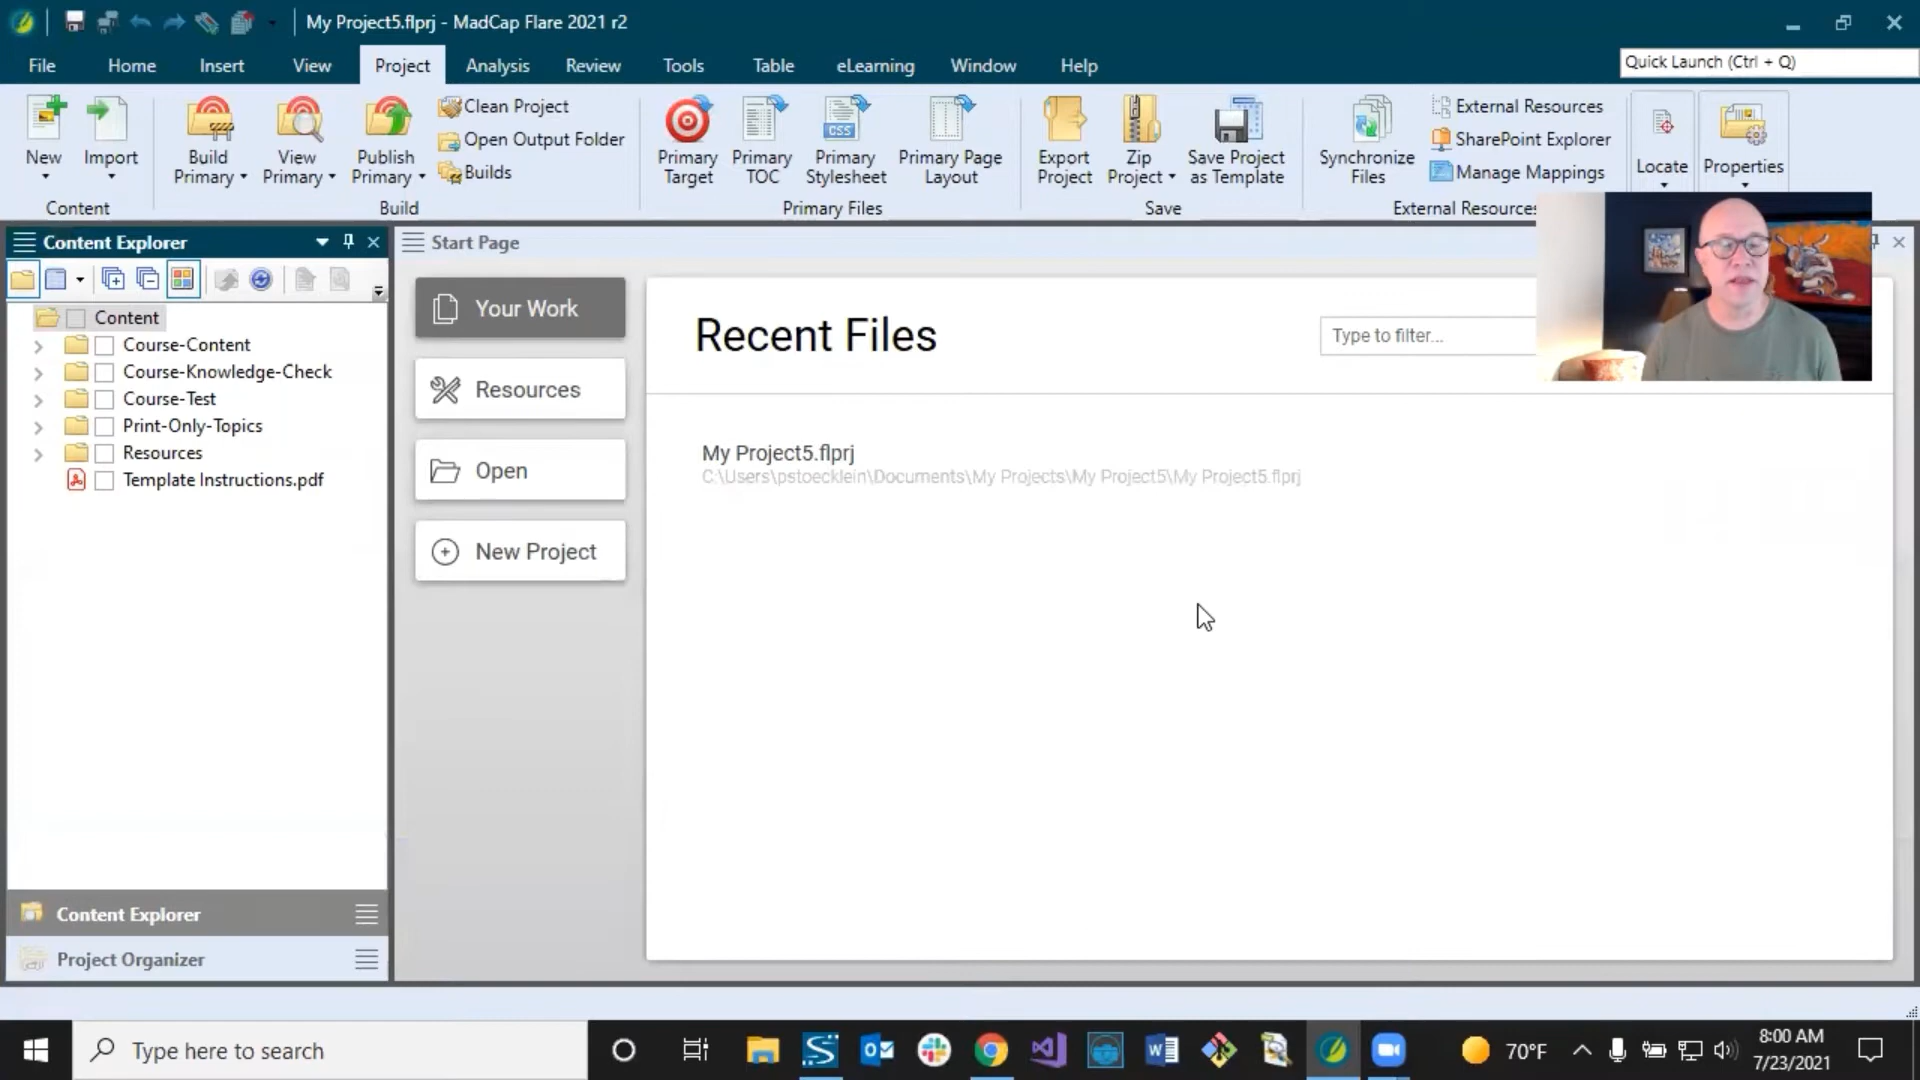 My Project5.flprj - MadCap Flare 2021 r2
File Home Insert View Project Analysis Review Tools Table eLearning Window Help
Quick Launch (Ctrl + Q)
New
Import
Content
Build
Primary
View
Primary
Publish
Primary
Clean Project
Open Output Folder
Builds
Build
Primary
Target
Primary
TOC
CSS
Primary
Stylesheet
Primary Page
Layout
Primary Files
Export
Project
Zip
Project
Save Project
as Template
Save
Synchronize
Files
External Resources
SharePoint Explorer
Manage Mappings
External Resources
Locate
Properties
Content Explorer
Content
Course-Content
Course-Knowledge-Check
Course-Test
Print-Only-Topics
Resources
Template Instructions.pdf
Content Explorer
Project Organizer
Start Page
Your Work
Resources
Open
New Project
Recent Files
Type to filter...
My Project5.flprj
C:\Users\pstoecklein\Documents\My Projects\My Project5\My Project5.flprj
Type here to search
70°F
8:00 AM
7/23/2021